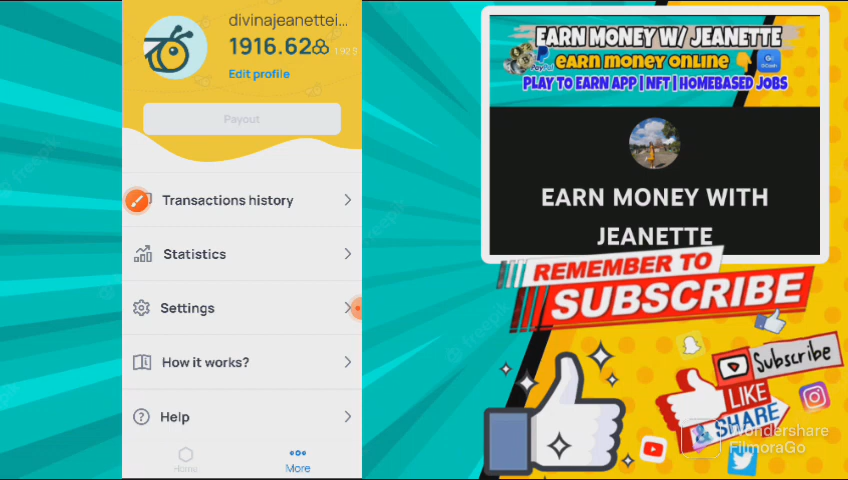 divinajeanettei...
1916.62
Edit profile
Payout
Transactions history
Statistics
Settings
How it works?
Help
Home
More
EARN MONEY W/ JEANETTE
earn money online
PLAY TO EARN APP | NFT | HOMEBASED JOBS
EARN MONEY WITH
JEANETTE
REMEMBER TO
SUBSCRIBE
Subscribe
LIKE
& SHARE
Wondershare
FilmoraGo